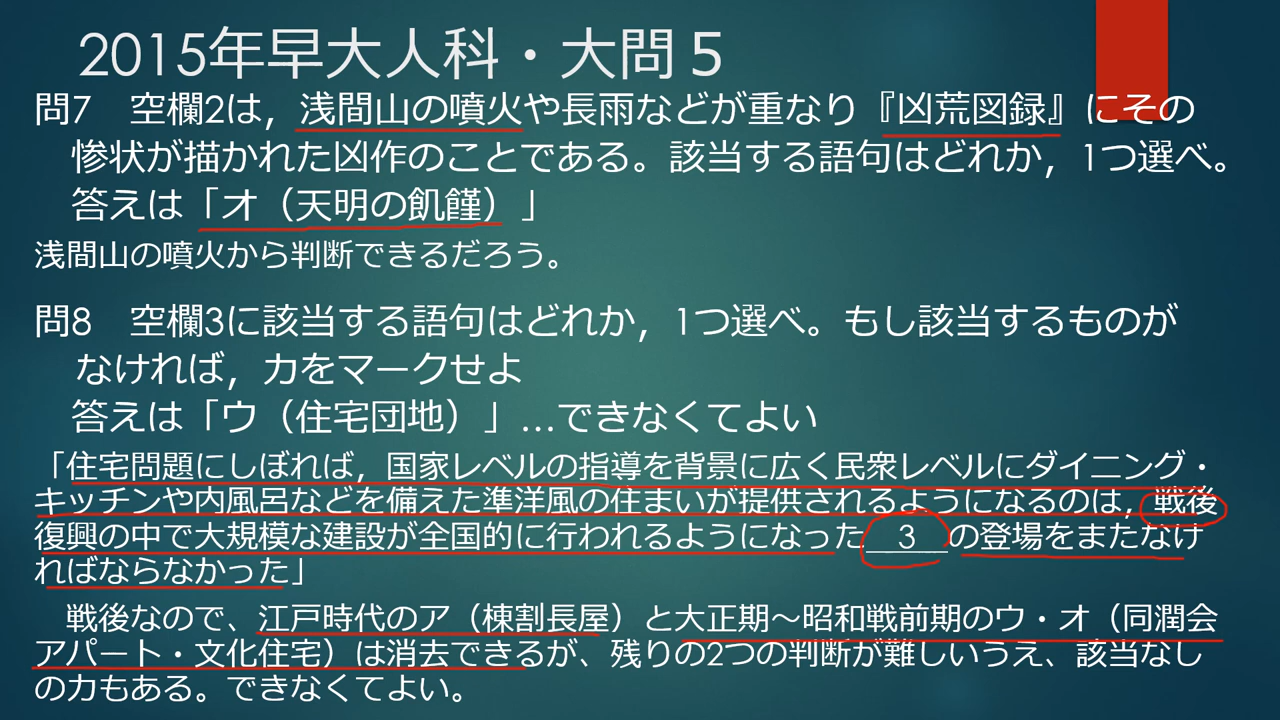 2015年早大人科・大問５
問7　空欄2は，浅間山の噴火や長雨などが重なり『凶荒図録』にその
惨状が描かれた凶作のことである。該当する語句はどれか，1つ選べ。
答えは「オ（天明の飢饉）」
浅間山の噴火から判断できるだろう。
問8　空欄3に該当する語句はどれか，1つ選べ。もし該当するものが
なければ，カをマークせよ
答えは「ウ（住宅団地）」…できなくてよい
「住宅問題にしぼれば，国家レベルの指導を背景に広く民衆レベルにダイニング・
キッチンや内風呂などを備えた準洋風の住まいが提供されるようになるのは，戦後
復興の中で大規模な建設が全国的に行われるようになった＿3＿の登場をまたなけ
ればならなかった」
戦後なので、江戸時代のア（棟割長屋）と大正期～昭和戦前期のウ・オ（同潤会
アパート・文化住宅）は消去できるが、残りの2つの判断が難しいうえ、該当なし
のカもある。できなくてよい。